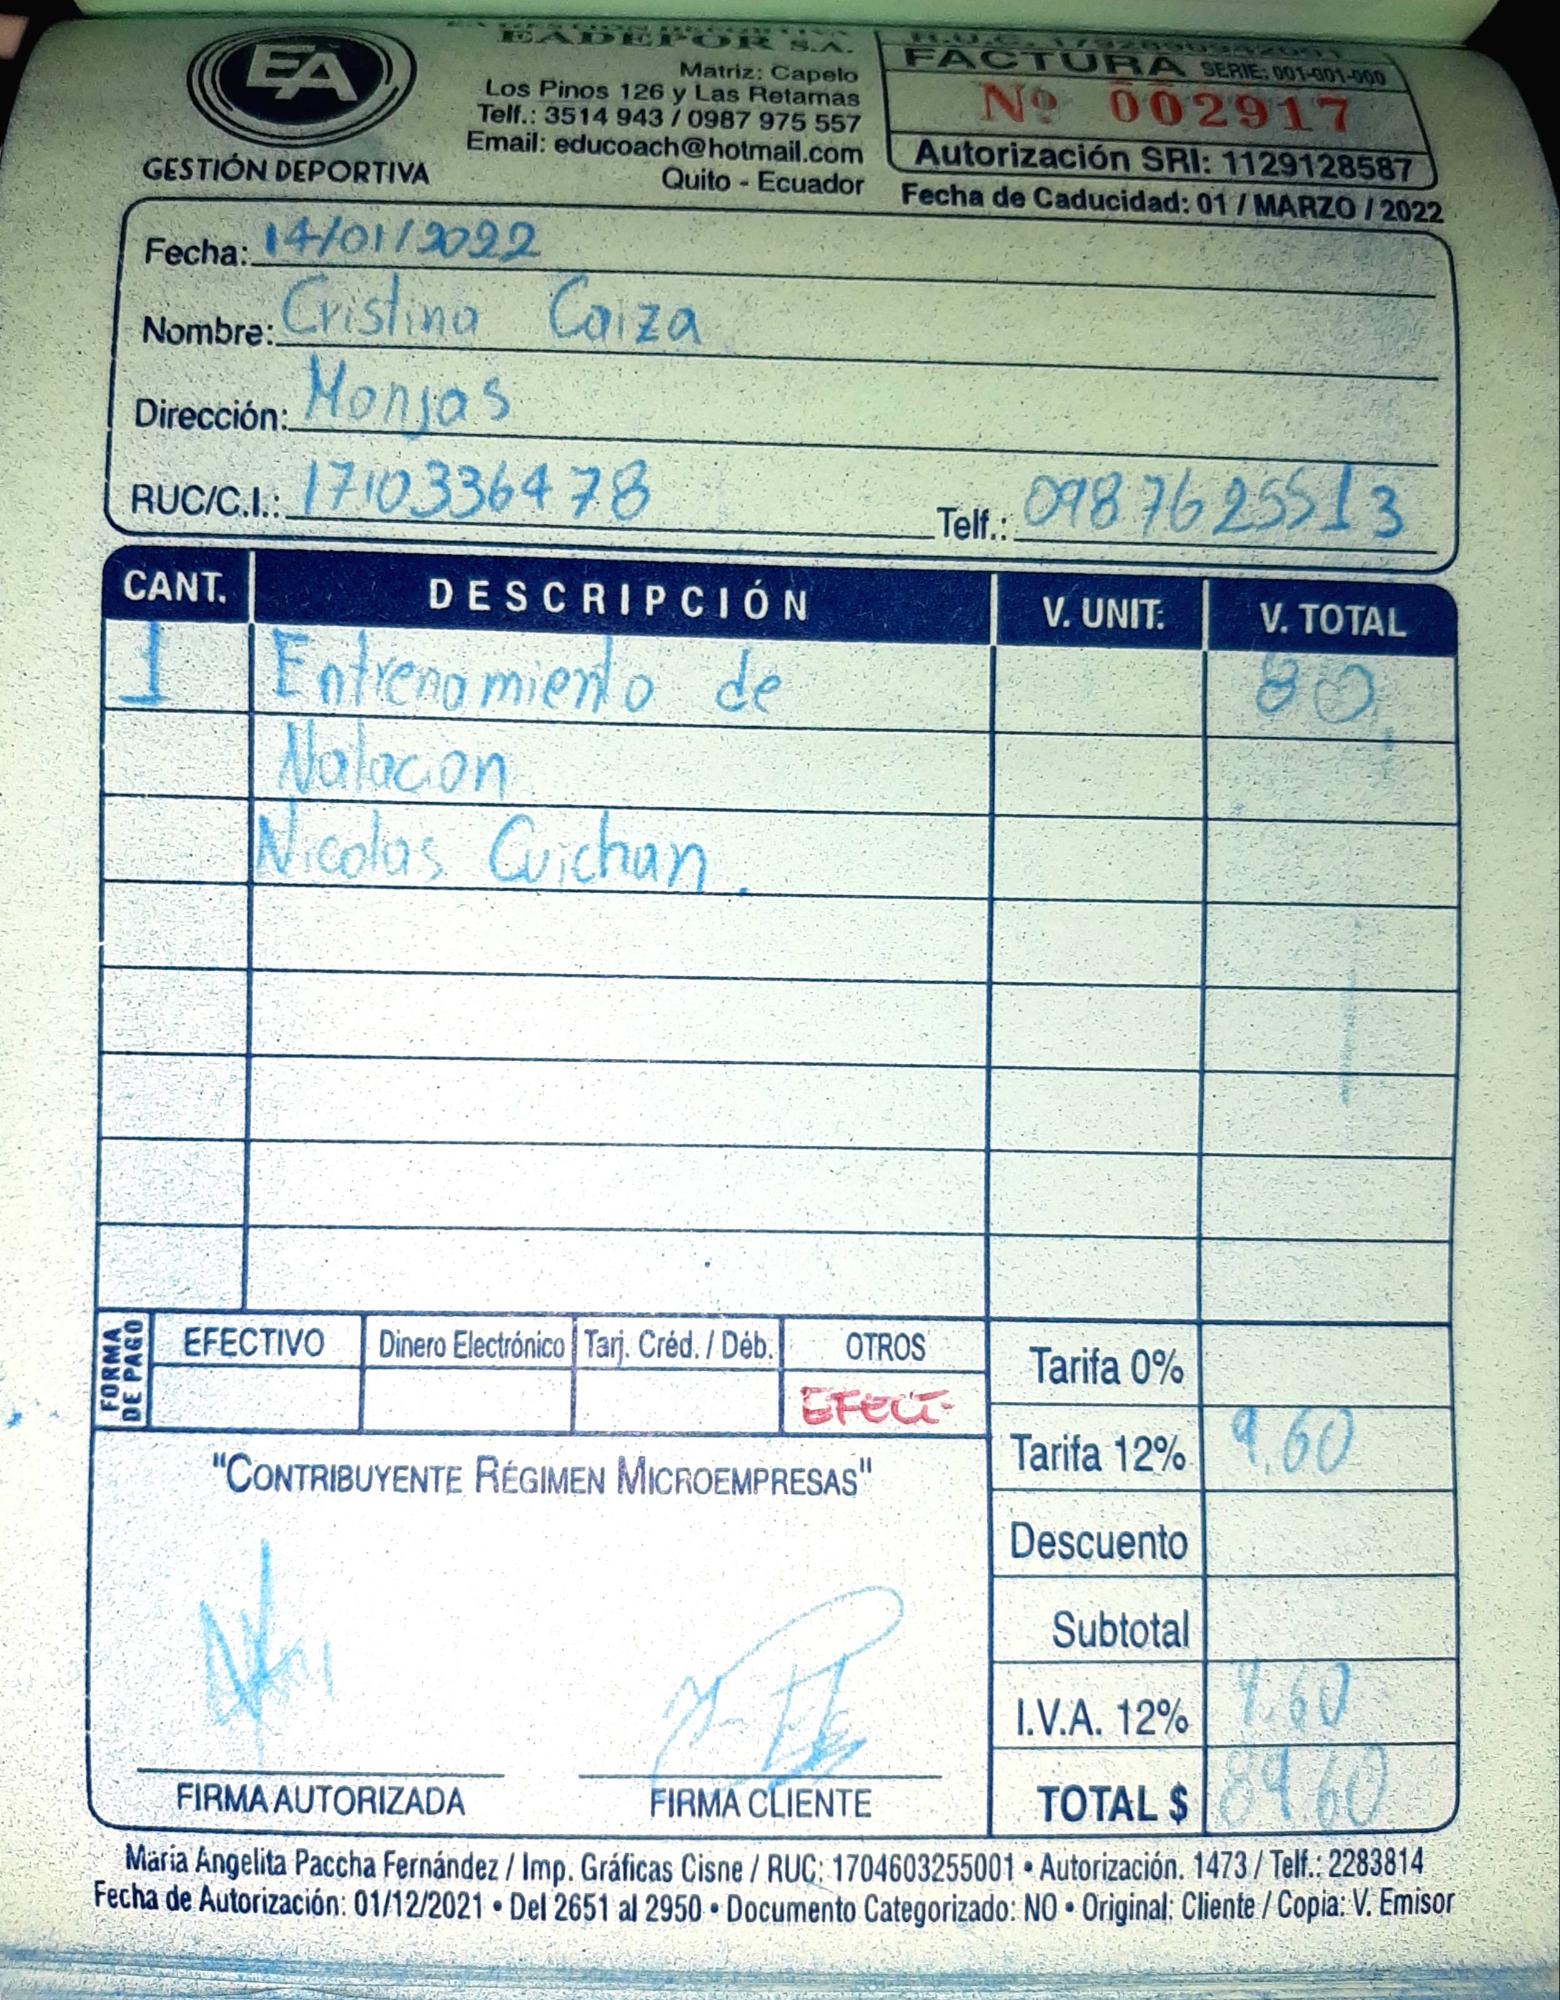 EA
GESTIÓN DEPORTIVA
EADEPOR S.A.
Matriz: Capelo
Los Pinos 126 y Las Retamas
Telf.: 3514 943 / 0987 975 557
Email: educoach@hotmail.com
Quito - Ecuador
FACTURA SERIE: 001-001-000
Nº 002917
Autorización SRI: 1129128587
Fecha de Caducidad: 01 / MARZO / 2022
Fecha: 14/01/2022
Nombre: Cristina Caiza
Dirección: Monjas
RUC/C.I.: 1710336478 Telf.: 0987625513
CANT. DESCRIPCIÓN V. UNIT. V. TOTAL
1 Entrenamiento de 80
Natacon
Nicolas Cuichan.
FORMA DE PAGO
EFECTIVO Dinero Electrónico Tarj. Créd. / Déb. OTROS
EFECT.
Tarifa 0%
Tarifa 12% 9.60
Descuento
Subtotal
I.V.A. 12% 9.60
TOTAL $ 89.60
"CONTRIBUYENTE RÉGIMEN MICROEMPRESAS"
FIRMA AUTORIZADA FIRMA CLIENTE
María Angelita Paccha Fernández / Imp. Gráficas Cisne / RUC: 1704603255001 • Autorización. 1473 / Telf.: 2283814
Fecha de Autorización: 01/12/2021 • Del 2651 al 2950 • Documento Categorizado: NO • Original: Cliente / Copia: V. Emisor